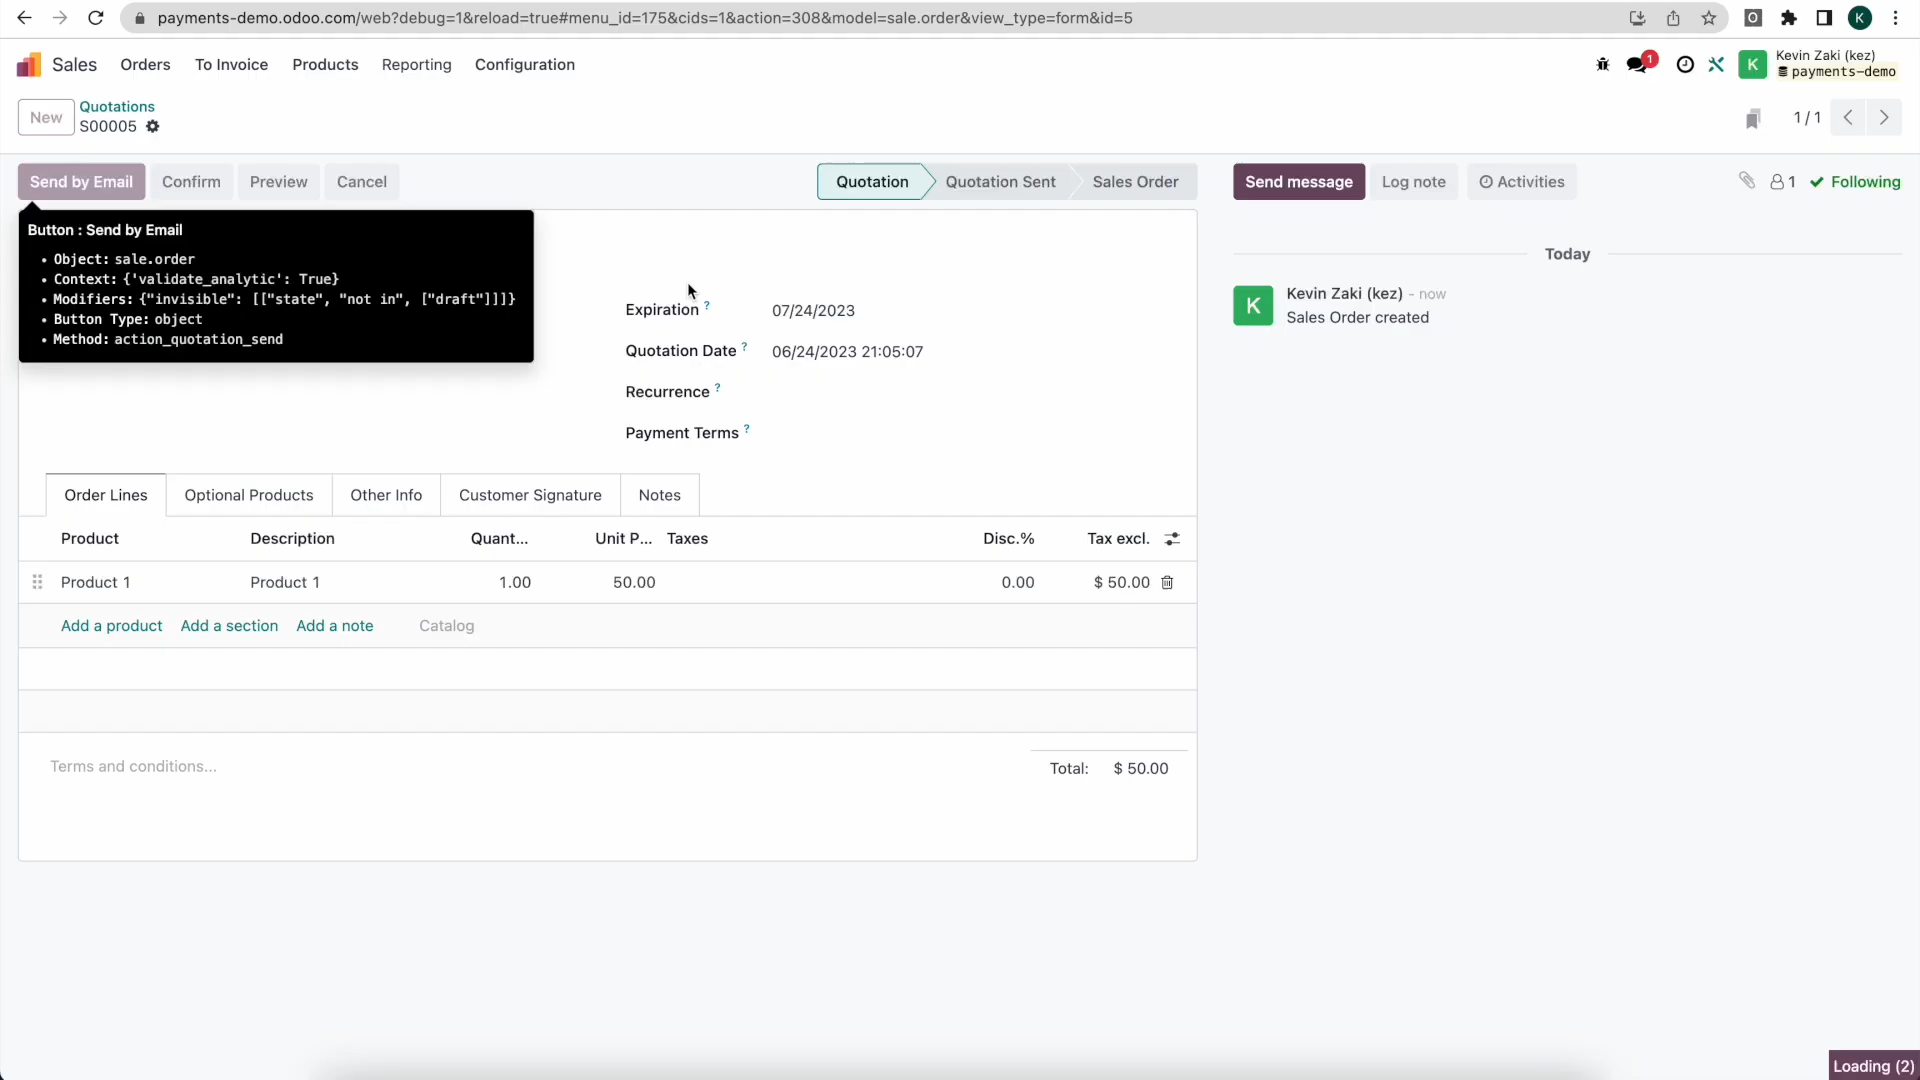 payments-demo.odoo.com/web?debug=1&reload=true#menu_id=175&cids=1&action=308&model=sale.order&view_type=form&id=5
O
K
Sales
Orders
To Invoice
Products
Reporting
Configuration
1
K
Kevin Zaki (kez)
payments-demo
New
Quotations
S00005
1 / 1
Send by Email
Confirm
Preview
Cancel
Quotation
Quotation Sent
Sales Order
Send message
Log note
Activities
1
Following
Button : Send by Email
• Object: sale.order
• Context: {'validate_analytic': True}
• Modifiers: {"invisible": [["state", "not in", ["draft"]]]}
• Button Type: object
• Method: action_quotation_send
Expiration ?
07/24/2023
Quotation Date ?
06/24/2023 21:05:07
Recurrence ?
Payment Terms ?
Today
K
Kevin Zaki (kez) - now
Sales Order created
Order Lines
Optional Products
Other Info
Customer Signature
Notes
Product
Description
Quant...
Unit P...
Taxes
Disc.%
Tax excl.
Product 1
Product 1
1.00
50.00
0.00
$ 50.00
Add a product
Add a section
Add a note
Catalog
Terms and conditions...
Total:
$ 50.00
Loading (2)